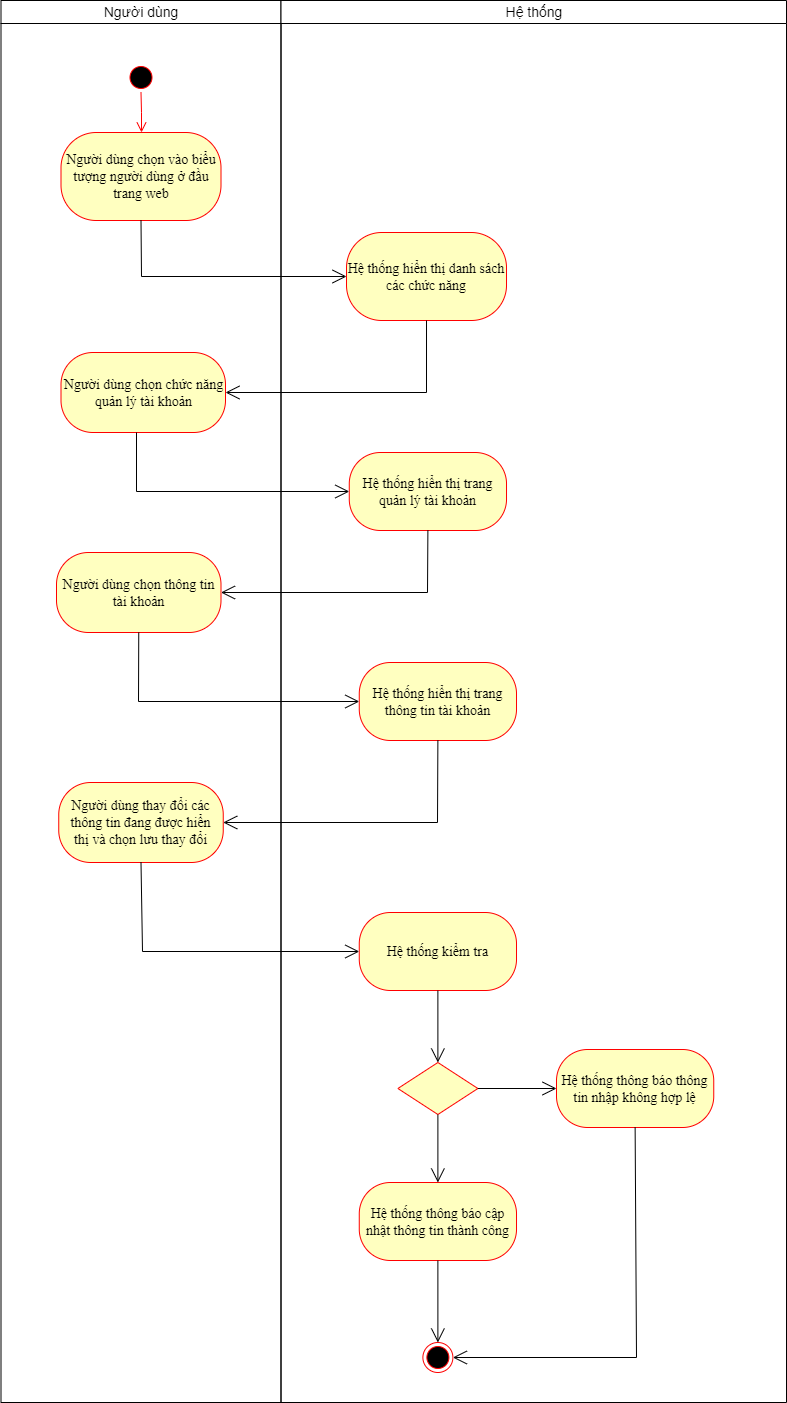 Người dùng
Hệ thống
Người dùng chọn vào biểu
tượng người dùng ở đầu
trang web
Hệ thống hiển thị danh sách
các chức năng
Người dùng chọn chức năng
quản lý tài khoản
Hệ thống hiển thị trang
quản lý tài khoản
Người dùng chọn thông tin
tài khoản
Hệ thống hiển thị trang
thông tin tài khoản
Người dùng thay đổi các
thông tin đang được hiển
thị và chọn lưu thay đổi
Hệ thống kiểm tra
Hệ thống thông báo thông
tin nhập không hợp lệ
Hệ thống thông báo cập
nhật thông tin thành công